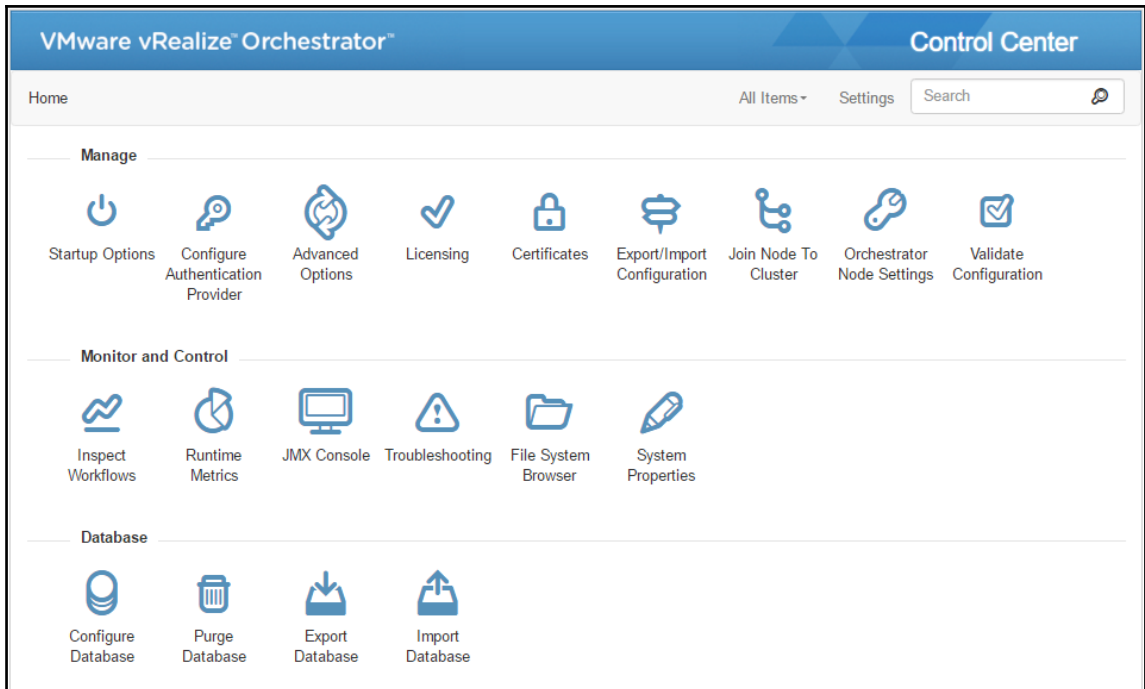 VMware vRealize™ Orchestrator™
Control Center
Home
All Items
Settings
Search
Manage
Startup Options
Configure
Authentication
Provider
Advanced
Options
Licensing
Certificates
Export/Import
Configuration
Join Node To
Cluster
Orchestrator
Node Settings
Validate
Configuration
Monitor and Control
Inspect
Workflows
Runtime
Metrics
JMX Console
Troubleshooting
File System
Browser
System
Properties
Database
Configure
Database
Purge
Database
Export
Database
Import
Database